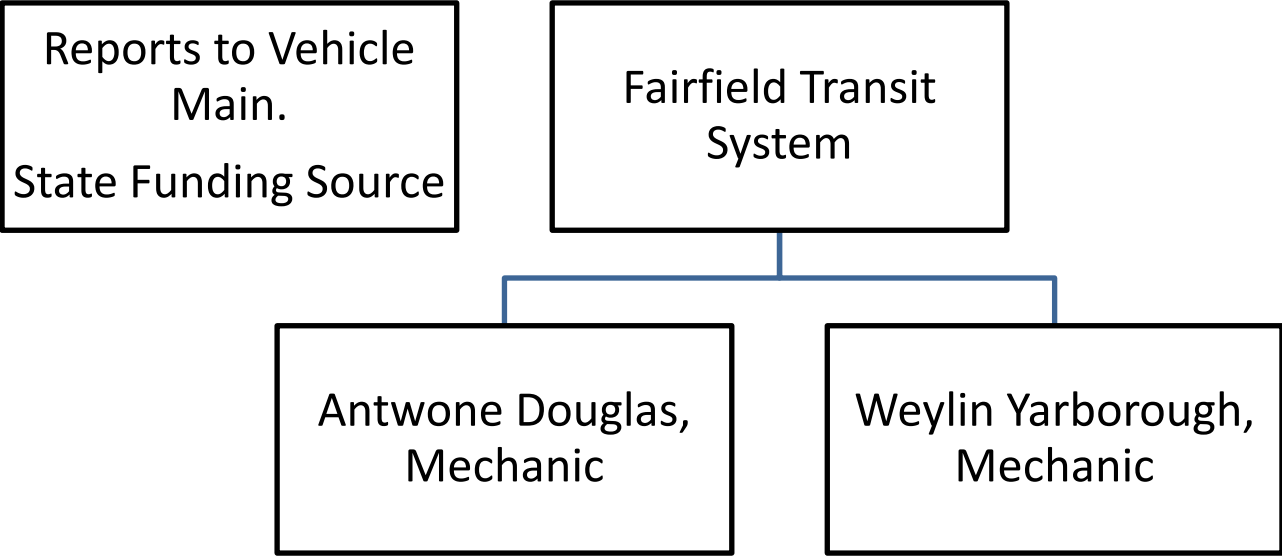 Reports to Vehicle
Main.
State Funding Source
Fairfield Transit
System
Antwone Douglas,
Mechanic
Weylin Yarborough,
Mechanic